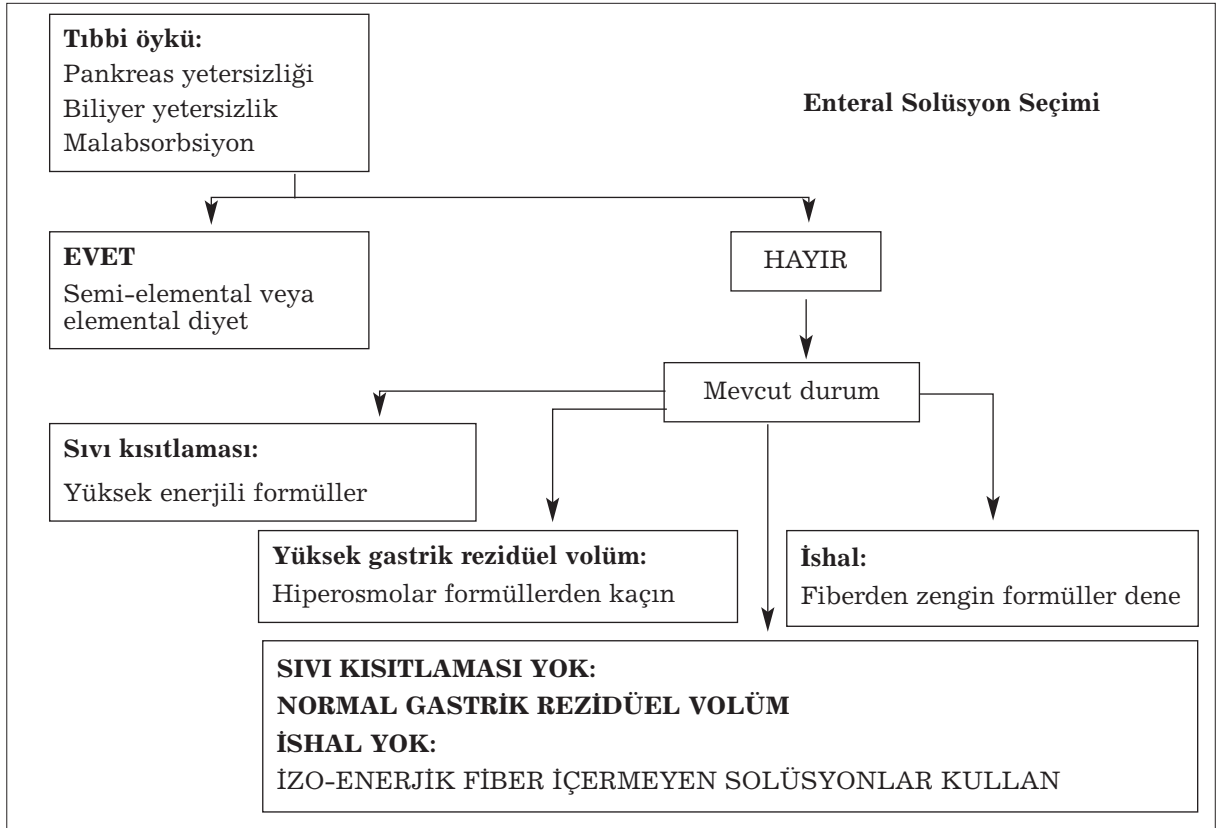 Tıbbi öykü:
Pankreas yetersizliği
Biliyer yetersizlik
Malabsorbsiyon
Enteral Solüsyon Seçimi
EVET
Semi-elemental veya
elemental diyet
HAYIR
Mevcut durum
Sıvı kısıtlaması:
Yüksek enerjili formüller
Yüksek gastrik rezidüel volüm:
Hiperosmolar formüllerden kaçın
İshal:
Fiberden zengin formüller dene
SIVI KISITLAMASI YOK:
NORMAL GASTRİK REZİDÜEL VOLÜM
İSHAL YOK:
İZO-ENERJİK FİBER İÇERMEYEN SOLÜSYONLAR KULLAN